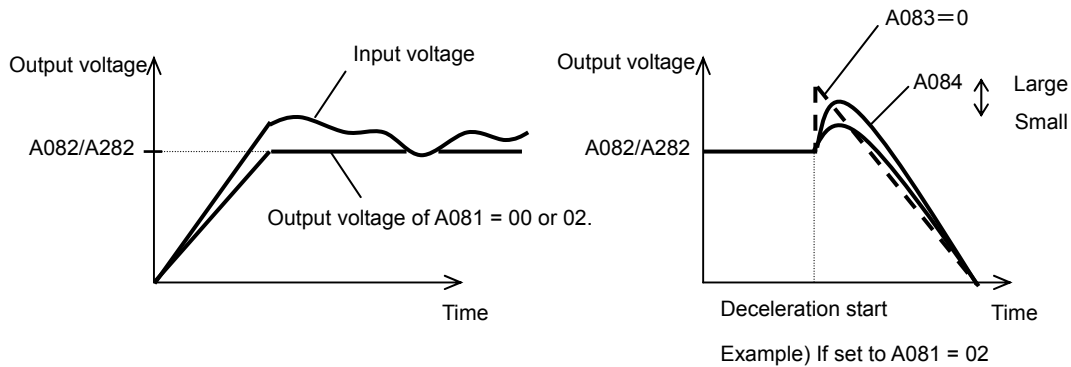 Output voltage
Input voltage
A082/A282
Output voltage of A081 = 00 or 02.
Time
A083＝0
Output voltage
A084
Large
Small
A082/A282
Deceleration start
Time
Example) If set to A081 = 02